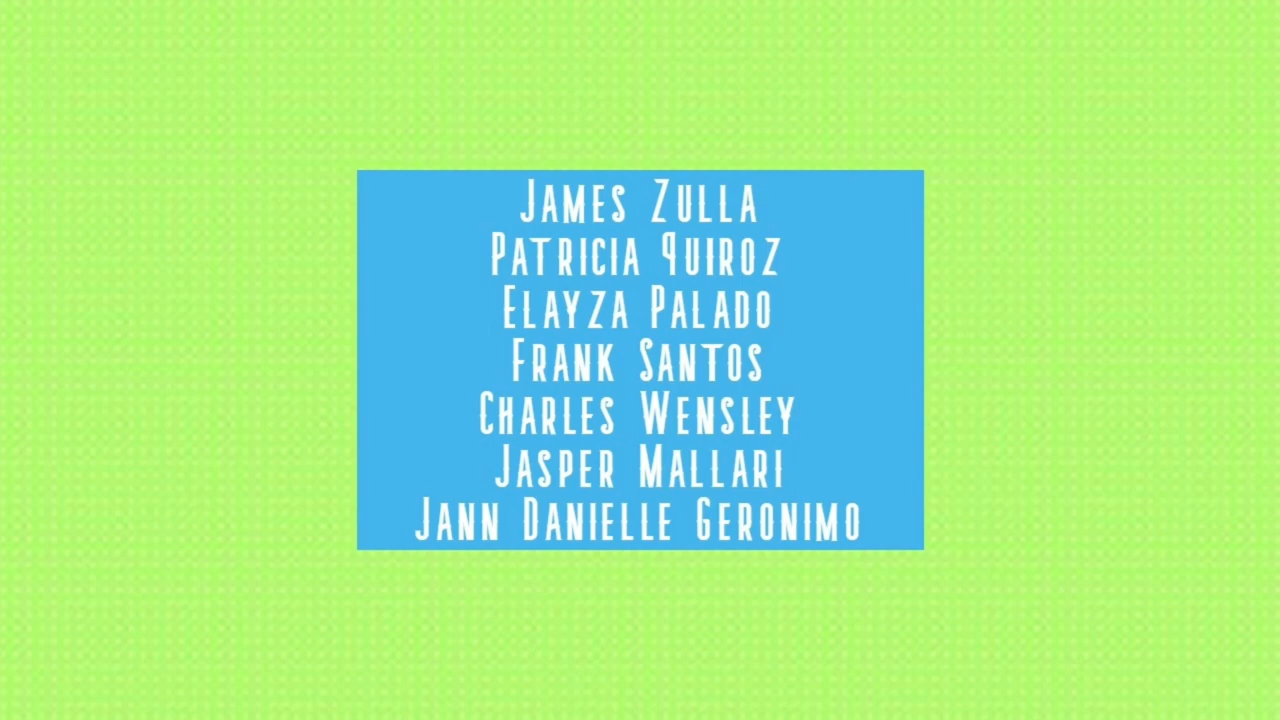 James Zulla
Patricia Quiroz
Elayza Palado
Frank Santos
Charles Wensley
Jasper Mallari
Jann Danielle Geronimo